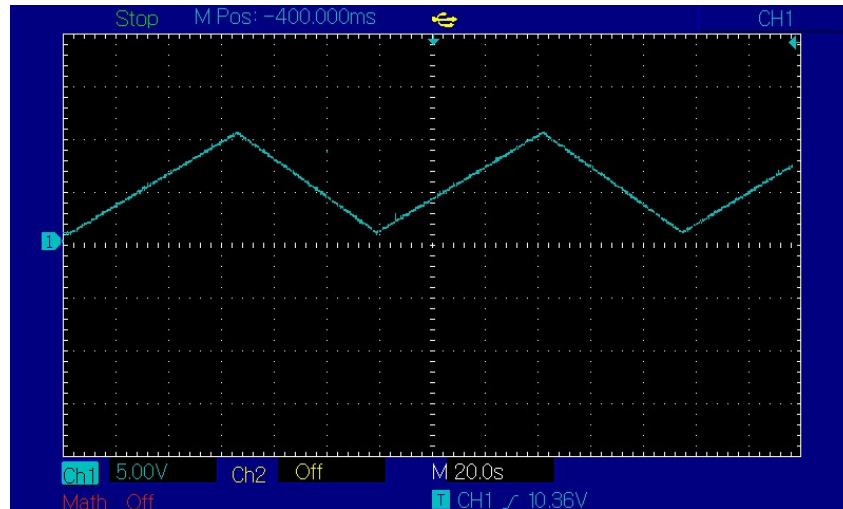 Stop M Pos: -400.000ms CH1
1
Ch1 5.00V Ch2 Off M 20.0s
Math Off T CH1 10.36V